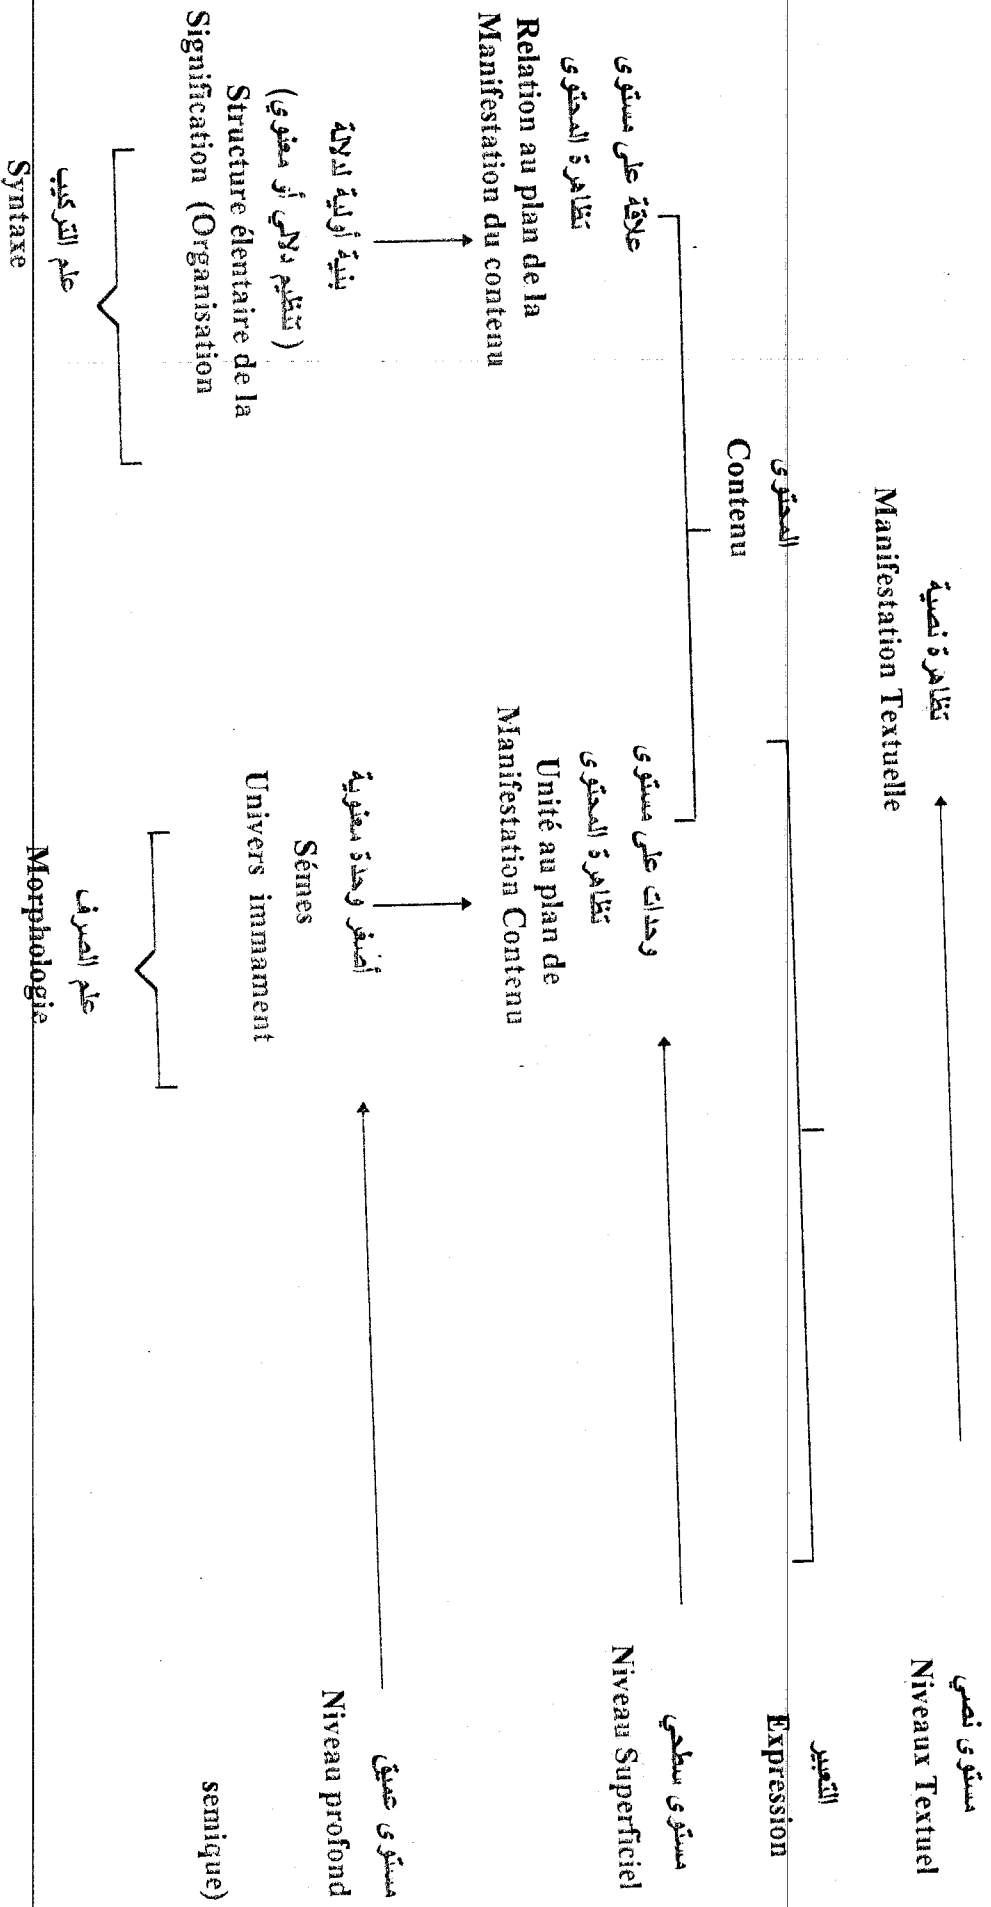 تظاهرة نصية
Manifestation Textuelle
مستوى نصي
Niveaux Textuel
المحتوى
Contenu
التعبير
Expression
علاقة على مستوى
تظاهرة المحتوى
Relation au plan de la
Manifestation du contenu
وحدات على مستوى
تظاهرة المحتوى
Unité au plan de
Manifestation Contenu
مستوى سطحي
Niveau Superficiel
بنية أولية لدلالة
(تنظيم دلالي أو معنوي)
Structure élentaire de la
Signification (Organisation
أصغر وحدة معنوية
Sémes
Univers immament
مستوى عميق
Niveau profond
semique)
علم التركيب
Syntaxe
علم الصرف
Morphologie